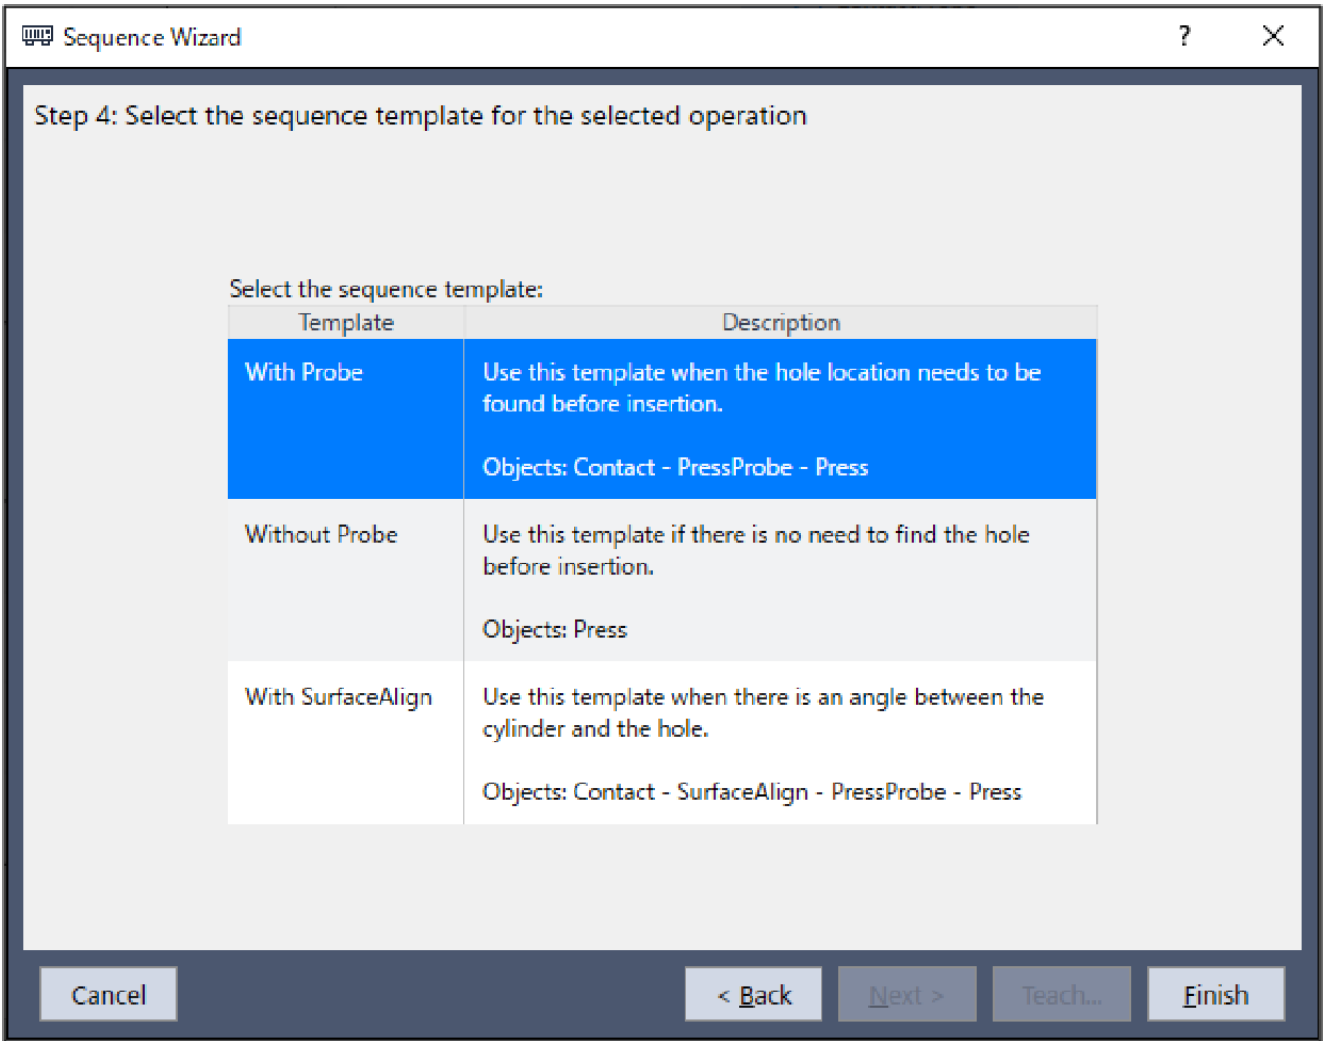 Sequence Wizard
?
Step 4: Select the sequence template for the selected operation
Select the sequence template:
Template Description
With Probe
Use this template when the hole location needs to be
found before insertion.
Objects: Contact - PressProbe - Press
Without Probe
Use this template if there is no need to find the hole
before insertion.
Objects: Press
With SurfaceAlign
Use this template when there is an angle between the
cylinder and the hole.
Objects: Contact - SurfaceAlign - PressProbe - Press
Cancel
< Back
Next >
Teach...
Finish